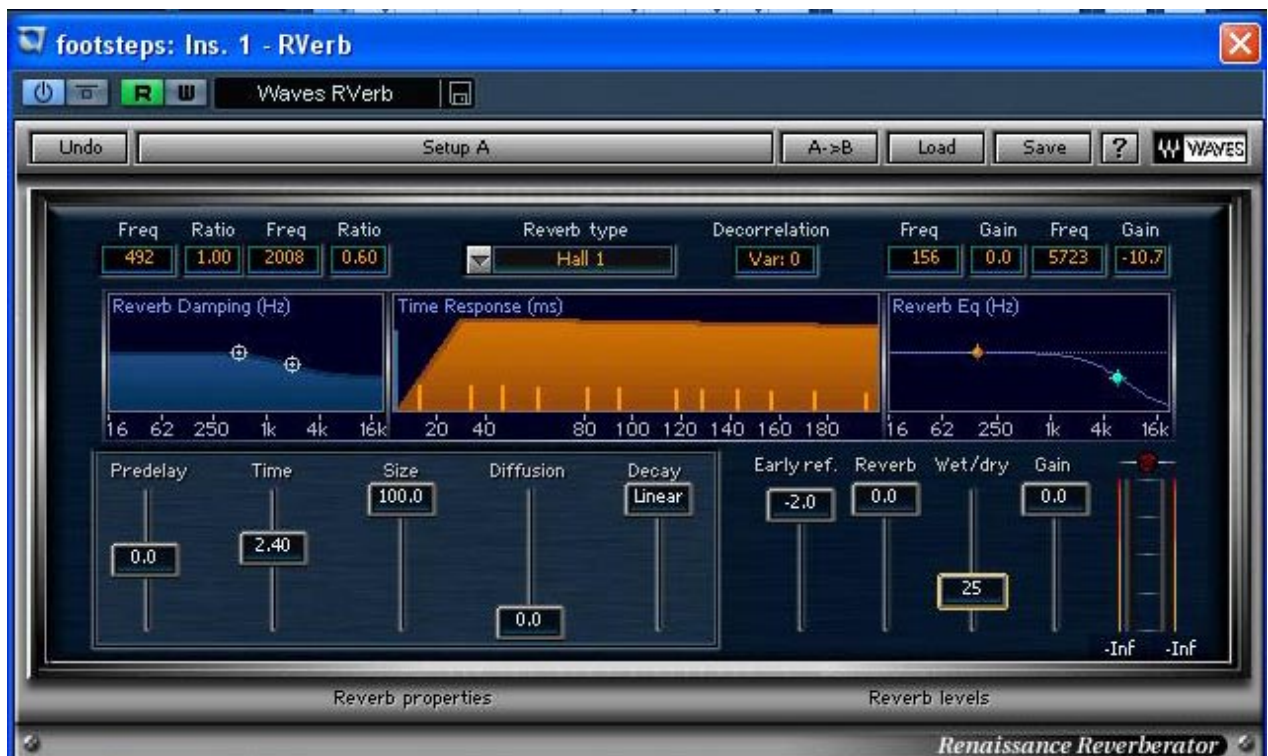 footsteps: Ins. 1 - RVerb
R W Waves RVerb
Undo Setup A A->B Load Save ? WAVES
Freq Ratio Freq Ratio Reverb type Decorrelation Freq Gain Freq Gain
492 1.00 2008 0.60 Hall 1 Var: 0 156 0.0 5723 -10.7
Reverb Damping (Hz) Time Response (ms) Reverb Eq (Hz)
16 62 250 1k 4k 16k 20 40 80 100 120 140 160 180 16 62 250 1k 4k 16k
Predelay Time Size Diffusion Decay Early ref. Reverb Wet/dry Gain
100.0 Linear -2.0 0.0 0.0
0.0 2.40 25
0.0
-Inf -Inf
Reverb properties Reverb levels
Renaissance Reverberator